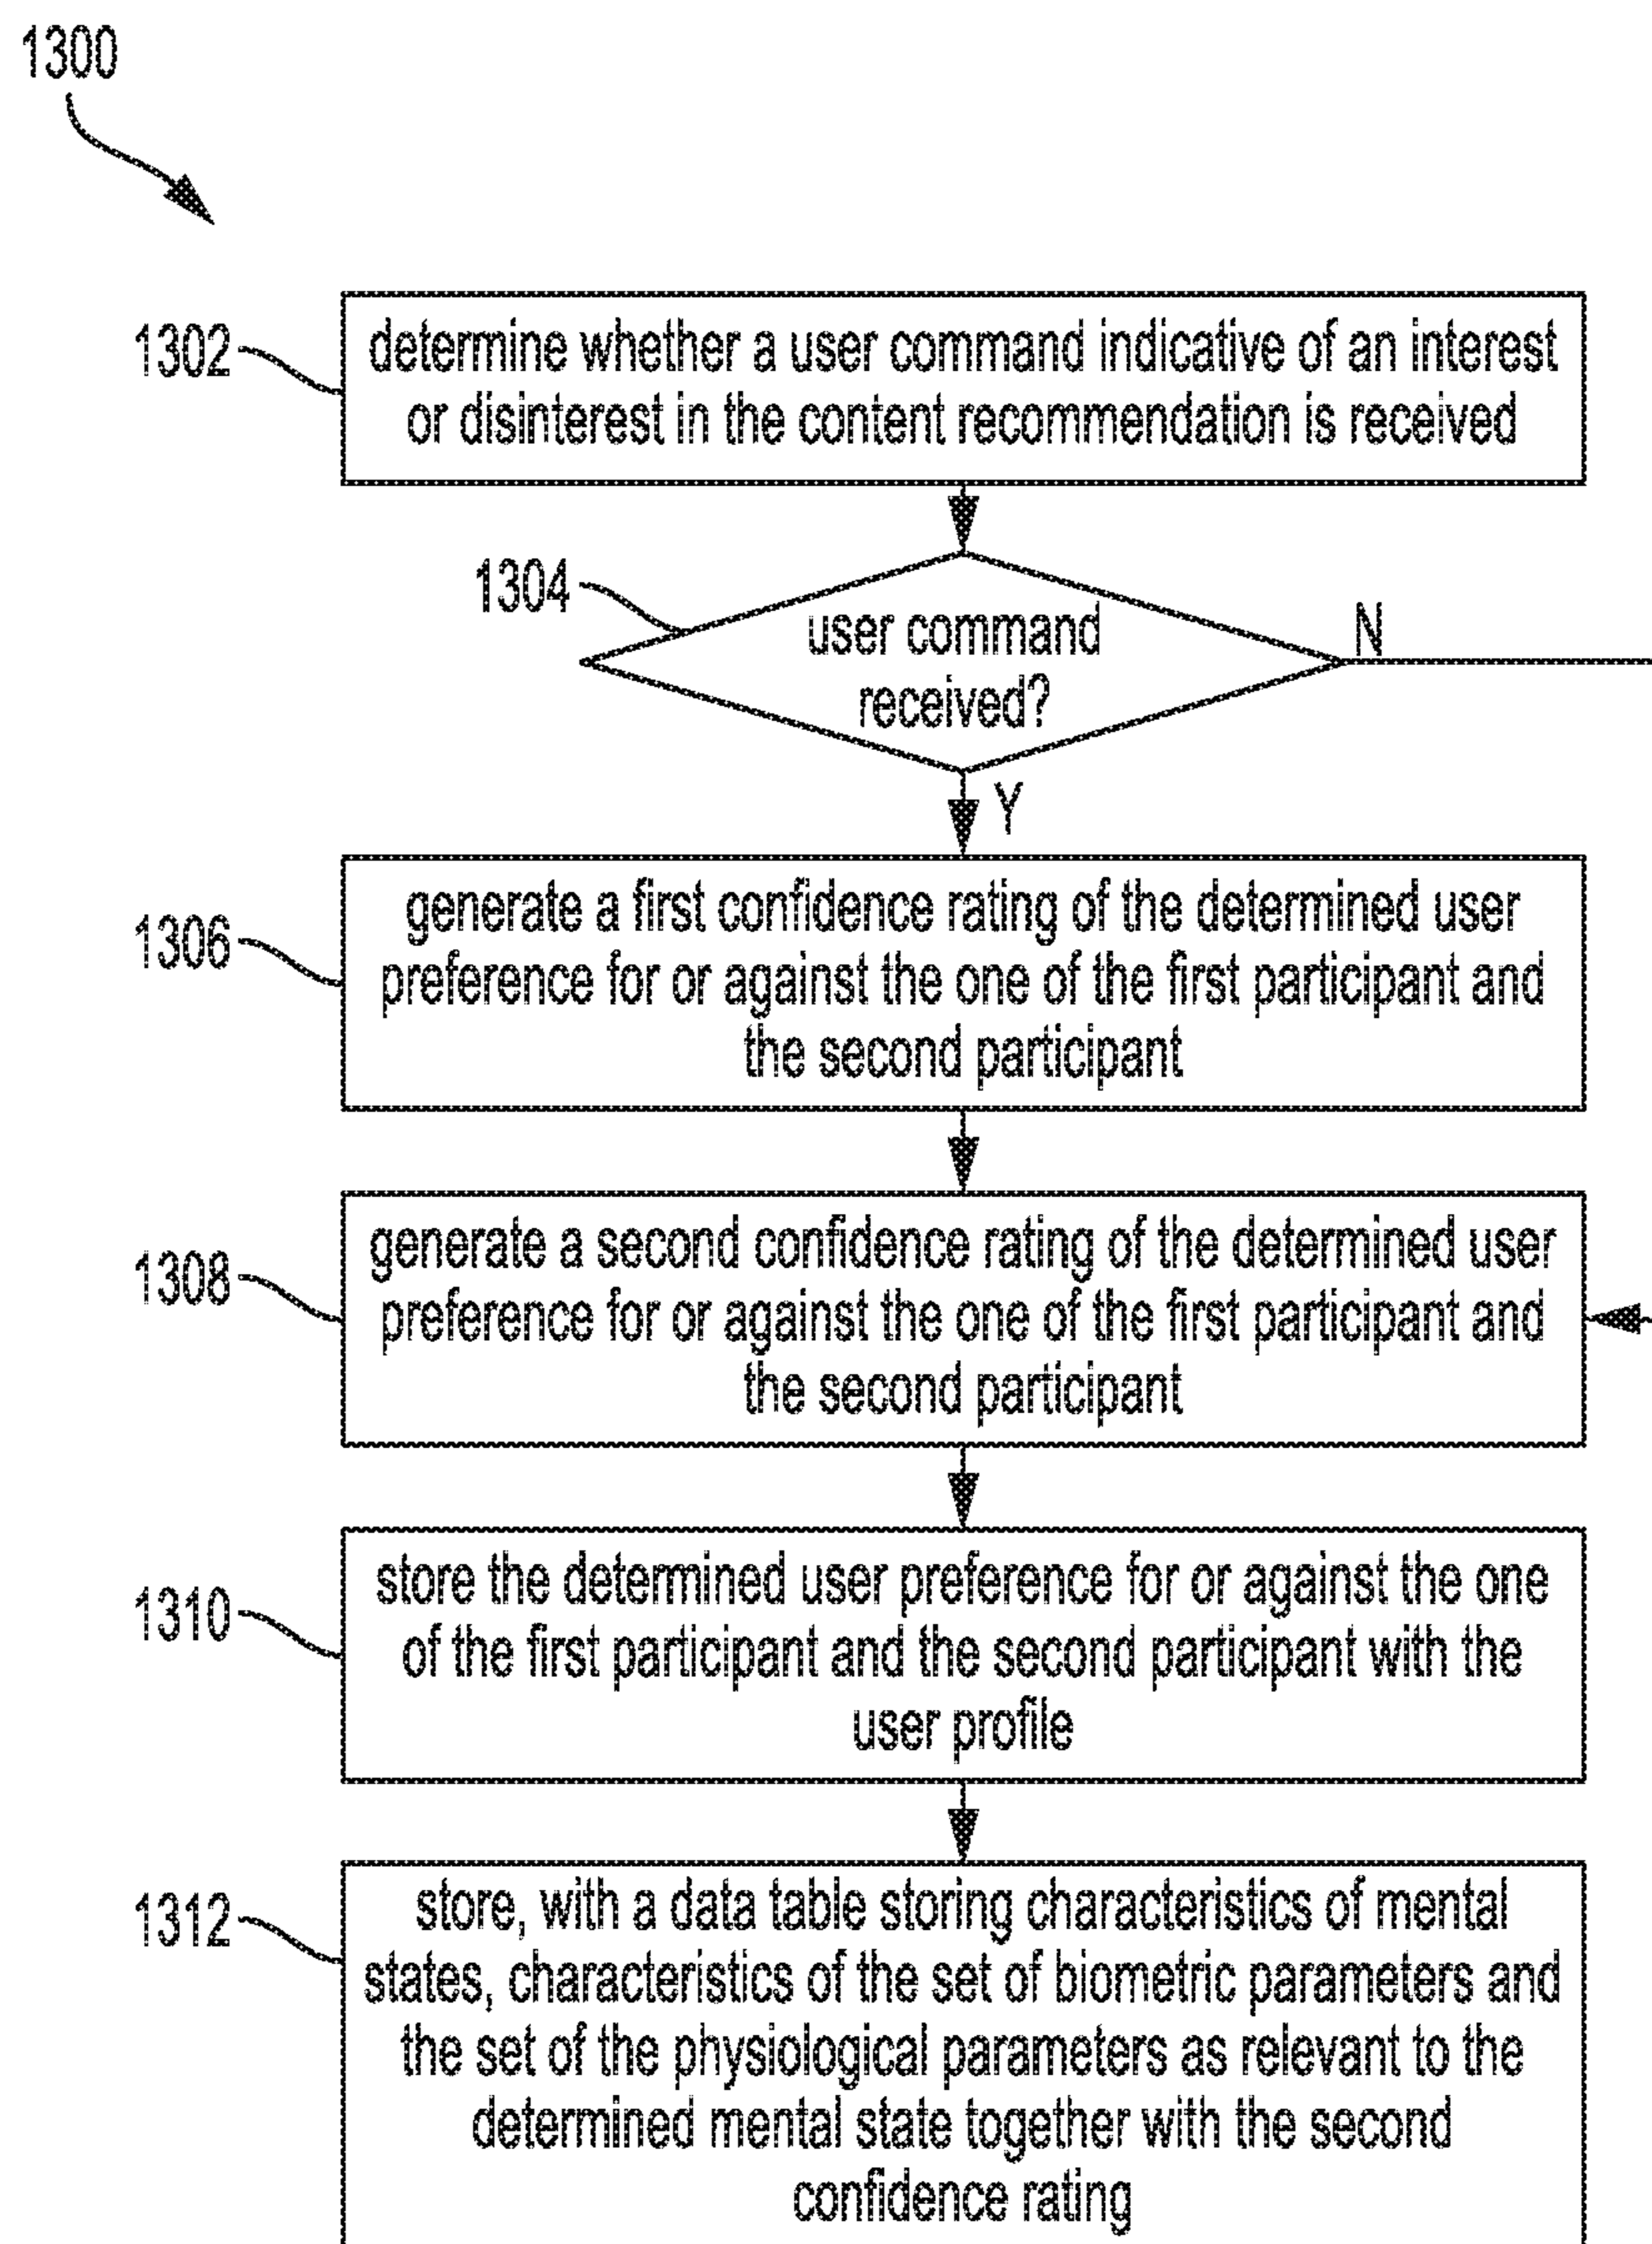 1300
1302
determine whether a user command indicative of an interest
or disinterest in the content recommendation is received
1304
user command
received?
N
Y
1306
generate a first confidence rating of the determined user
preference for or against the one of the first participant and
the second participant
1308
generate a second confidence rating of the determined user
preference for or against the one of the first participant and
the second participant
1310
store the determined user preference for or against the one
of the first participant and the second participant with the
user profile
1312
store, with a data table storing characteristics of mental
states, characteristics of the set of biometric parameters and
the set of the physiological parameters as relevant to the
determined mental state together with the second
confidence rating